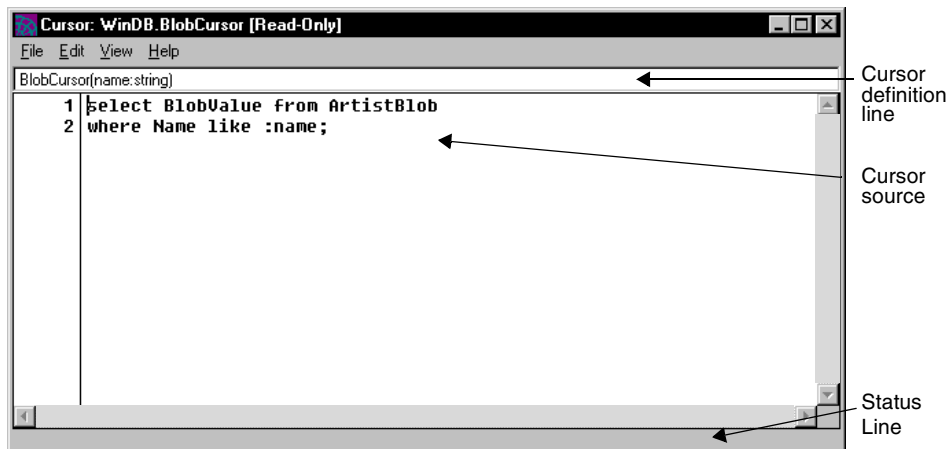 Cursor: WinDB.BlobCursor [Read-Only]
File Edit View Help
BlobCursor(name:string)
1 select BlobValue from ArtistBlob
2 where Name like :name;
Cursor
definition
line
Cursor
source
Status
Line